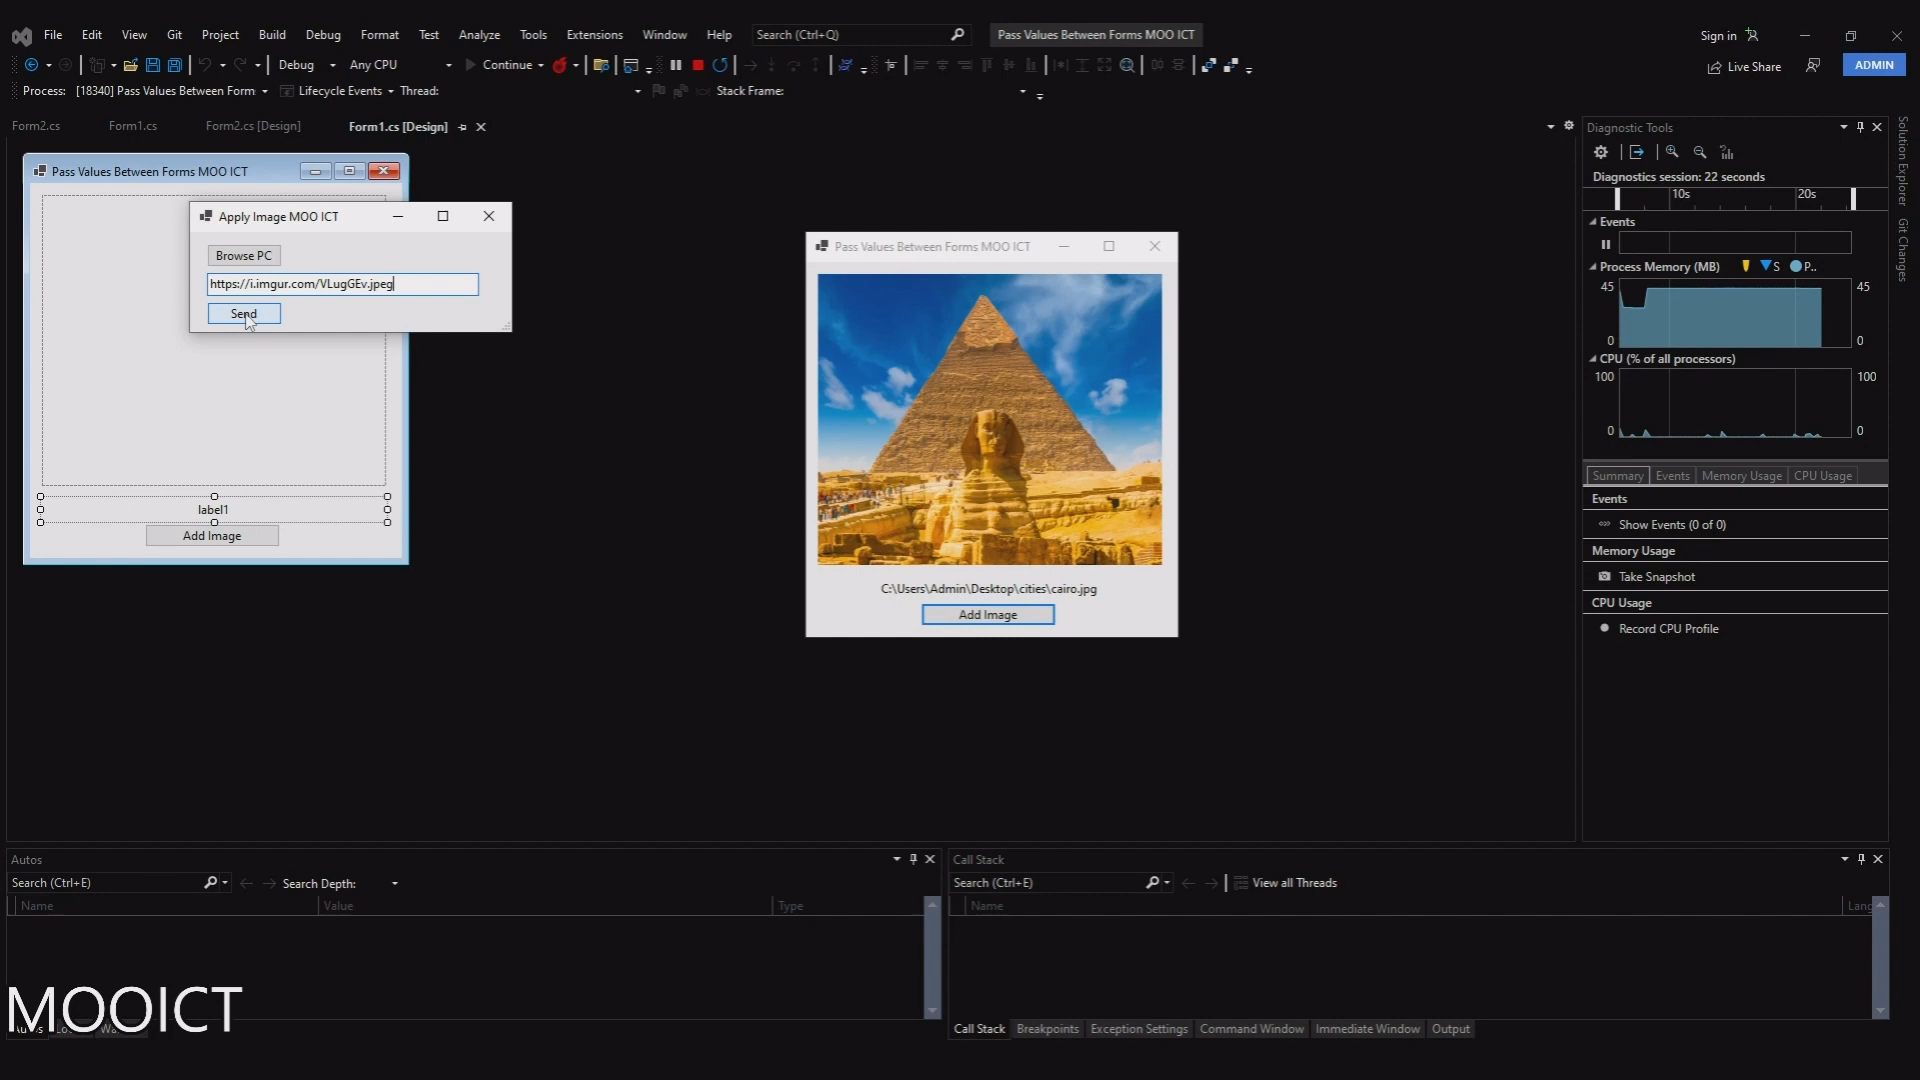 File Edit View Git Project Build Debug Format Test Analyze Tools Extensions Window Help Search (Ctrl+Q) Pass Values Between Forms MOO ICT Sign in
Debug Any CPU Continue Live Share ADMIN
Process: [18340] Pass Values Between Form Lifecycle Events Thread: Stack Frame:
Form2.cs Form1.cs Form2.cs [Design] Form1.cs [Design]
Pass Values Between Forms MOO ICT
label1
Add Image
Apply Image MOO ICT
Browse PC
https://i.imgur.com/VLugGEv.jpeg
Send
Pass Values Between Forms MOO ICT
C:\Users\Admin\Desktop\cities\cairo.jpg
Add Image
Diagnostic Tools
Diagnostics session: 22 seconds
10s 20s
Events
Process Memory (MB) S P..
45 45
0 0
CPU (% of all processors)
100 100
0 0
Summary Events Memory Usage CPU Usage
Events
Show Events (0 of 0)
Memory Usage
Take Snapshot
CPU Usage
Record CPU Profile
Solution Explorer
Git Changes
Autos
Search (Ctrl+E) Search Depth:
Name Value Type
Call Stack
Search (Ctrl+E) View all Threads
Name Lang
MOOICT
Call Stack Breakpoints Exception Settings Command Window Immediate Window Output